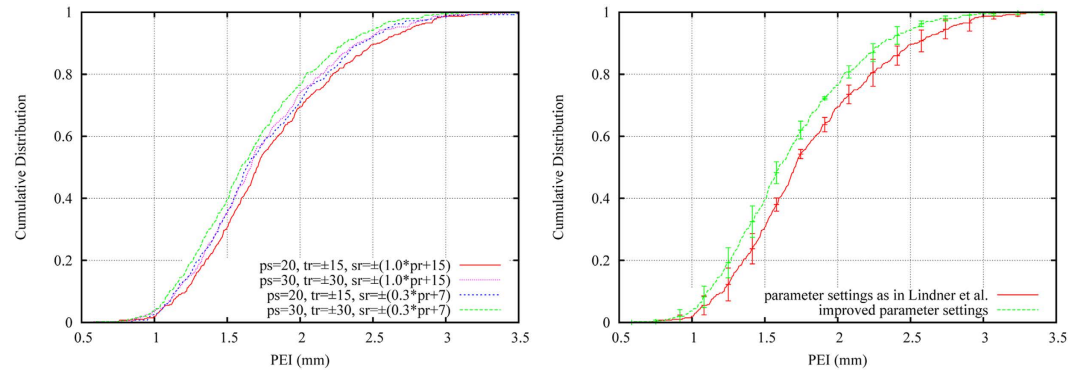 1
0.8
0.6
0.4
0.2
0
Cumulative Distribution
ps=20, tr=±15, sr=±(1.0*pr+15)
ps=30, tr=±30, sr=±(1.0*pr+15)
ps=20, tr=±15, sr=±(0.3*pr+7)
ps=30, tr=±30, sr=±(0.3*pr+7)
0.5 1 1.5 2 2.5 3 3.5
PEI (mm)
1
0.8
0.6
0.4
0.2
0
Cumulative Distribution
parameter settings as in Lindner et al.
improved parameter settings
0.5 1 1.5 2 2.5 3 3.5
PEI (mm)